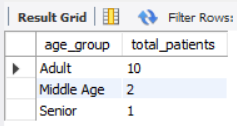 Result Grid Filter Rows:
age_group total_patients
Adult 10
Middle Age 2
Senior 1